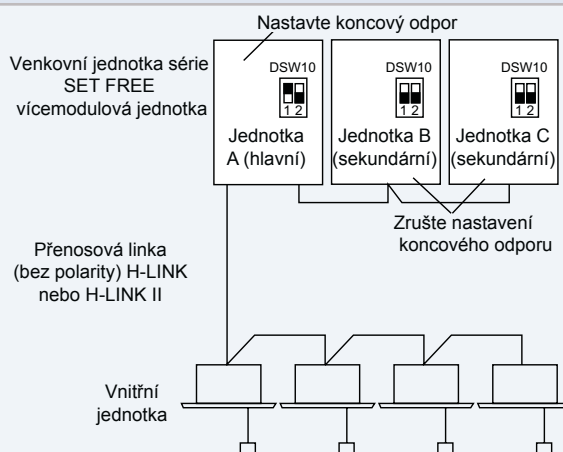 Nastavte koncový odpor
Venkovní jednotka série
SET FREE
vícemodulová jednotka
DSW10
1 2
Jednotka
A (hlavní)
DSW10
1 2
Jednotka B
(sekundární)
DSW10
1 2
Jednotka C
(sekundární)
Zrušte nastavení
koncového odporu
Přenosová linka
(bez polarity) H-LINK
nebo H-LINK II
Vnitřní
jednotka